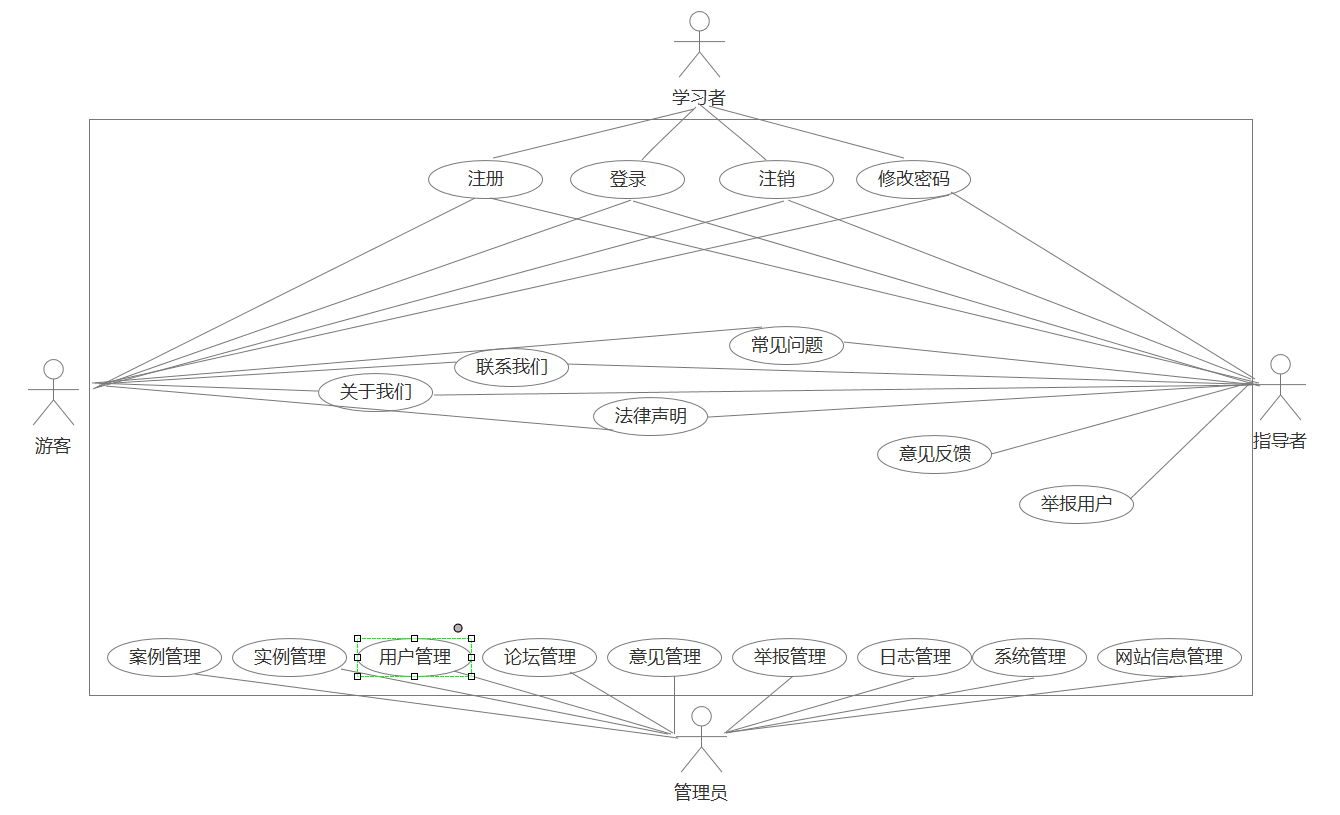 学习者
注册
登录
注销
修改密码
常见问题
联系我们
关于我们
法律声明
游客
指导者
意见反馈
举报用户
案例管理
实例管理
用户管理
论坛管理
意见管理
举报管理
日志管理
系统管理
网站信息管理
管理员